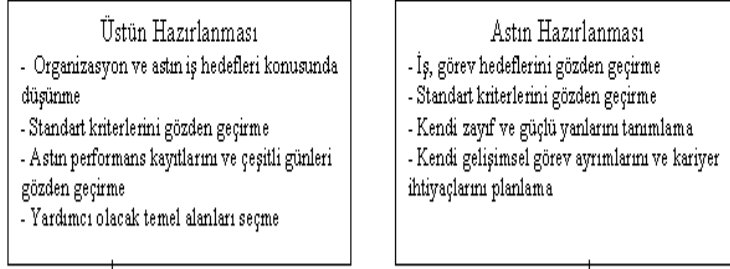 Üstün Hazırlanması
- Organizasyon ve astın iş hedefleri konusunda
düşünme
- Standart kriterlerini gözden geçirme
- Astın performans kayıtlarını ve çeşitli günleri
gözden geçirme
- Yardımcı olacak temel alanları seçme
Astın Hazırlanması
- İş, görev hedeflerini gözden geçirme
- Standart kriterlerini gözden geçirme
- Kendi zayıf ve güçlü yanlarını tanımlama
- Kendi gelişimsel görev ayrımlarını ve kariyer
ihtiyaçlarını planlama